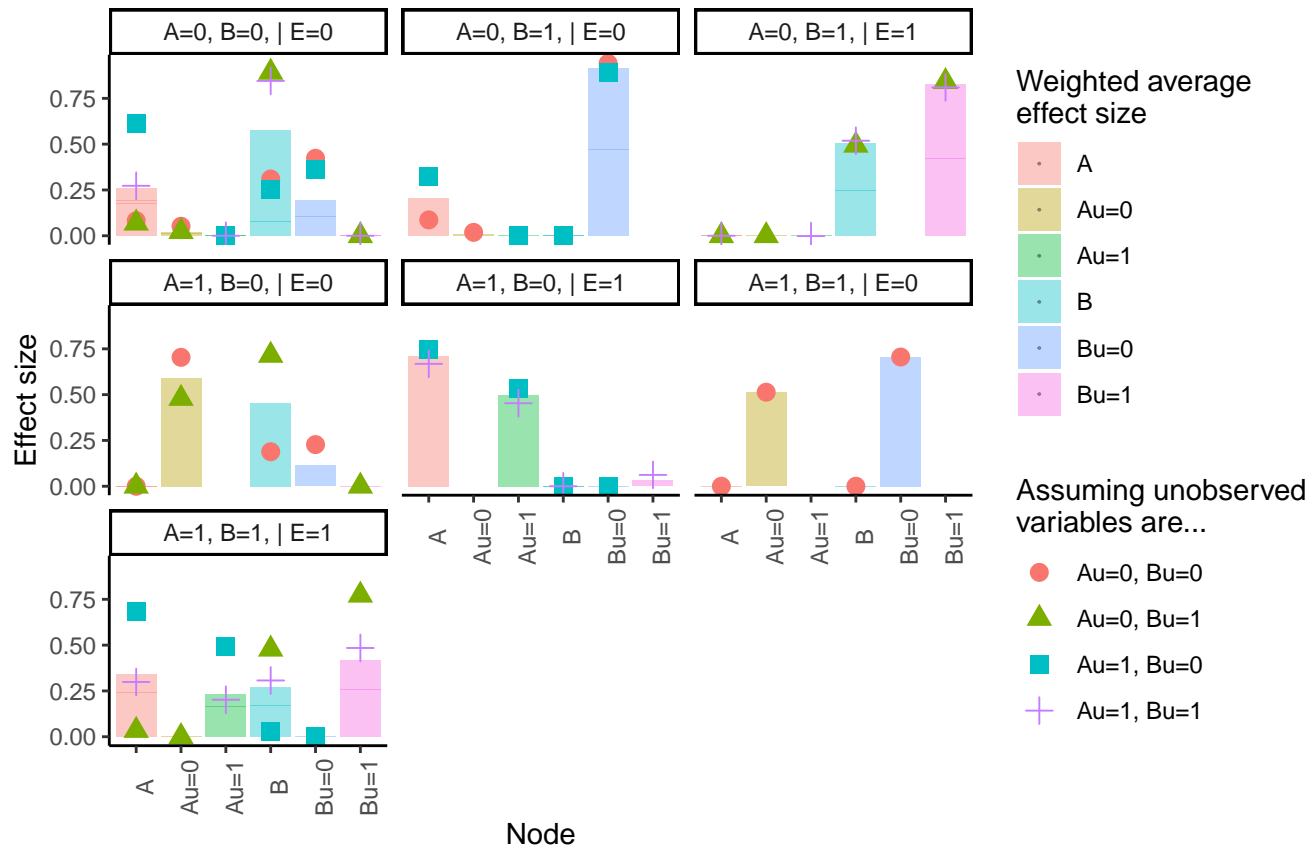 A=0, B=0, | E=0
A=0, B=1, | E=0
A=0, B=1, | E=1
0.75
0.50
0.25
0.00
A=1, B=0, | E=0
A=1, B=0, | E=1
A=1, B=1, | E=0
0.75
0.50
0.25
0.00
A
Au=0
Au=1
B
Bu=0
Bu=1
A
Au=0
Au=1
B
Bu=0
Bu=1
A=1, B=1, | E=1
0.75
0.50
0.25
0.00
A
Au=0
Au=1
B
Bu=0
Bu=1
Effect size
Node
Weighted average
effect size
A
Au=0
Au=1
B
Bu=0
Bu=1
Assuming unobserved
variables are...
Au=0, Bu=0
Au=0, Bu=1
Au=1, Bu=0
Au=1, Bu=1